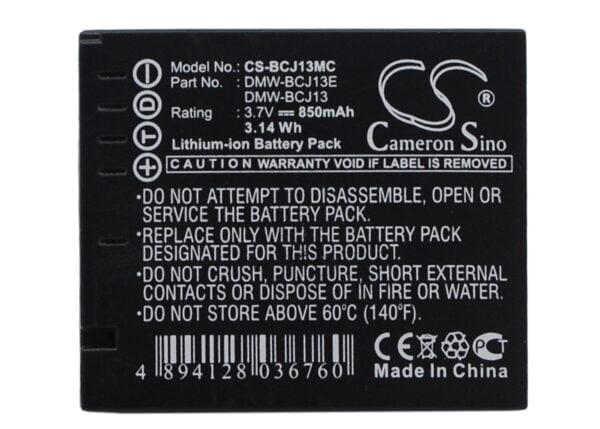 Model No.: CS-BCJ13MC
Part No.: DMW-BCJ13E
DMW-BCJ13
Rating : 3.7V ⎓ 850mAh
3.14 Wh
Lithium-ion Battery Pack
CS
®
Cameron Sino
CAUTION WARRANTY VOID IF LABEL IS REMOVED
•DO NOT ATTEMPT TO DISASSEMBLE, OPEN OR
SERVICE THE BATTERY PACK.
•REPLACE ONLY WITH THE BATTERY PACK
DESIGNATED FOR THIS EQUIPMENT.
•DO NOT CRUSH, PUNCTURE, SHORT EXTERNAL
CONTACTS OR DISPOSE OF IN FIRE OR WATER.
•DO NOT STORE ABOVE 60°C (140°F).
+ D T -
4 894128 036760
CE PCT
Made In China